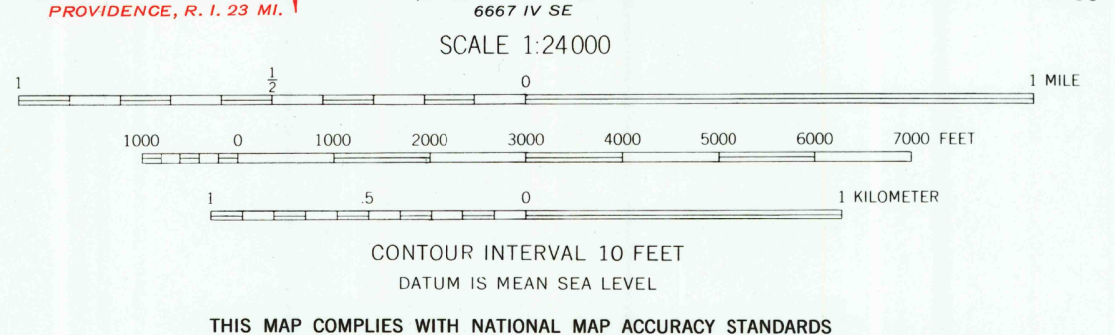 PROVIDENCE, R. I. 23 MI.
6667 IV SE
SCALE 1:24000
1 1/2 0 1 MILE
1000 0 1000 2000 3000 4000 5000 6000 7000 FEET
1 .5 0 1 KILOMETER
CONTOUR INTERVAL 10 FEET
DATUM IS MEAN SEA LEVEL
THIS MAP COMPLIES WITH NATIONAL MAP ACCURACY STANDARDS